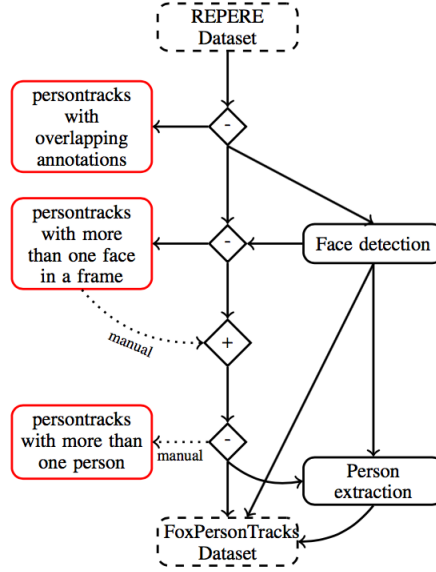 REPERE
Dataset
persontracks
with
overlapping
annotations
-
persontracks
with more
than one face
in a frame
-
Face detection
manual
+
persontracks
with more than
one person
manual
-
Person
extraction
FoxPersonTracks
Dataset